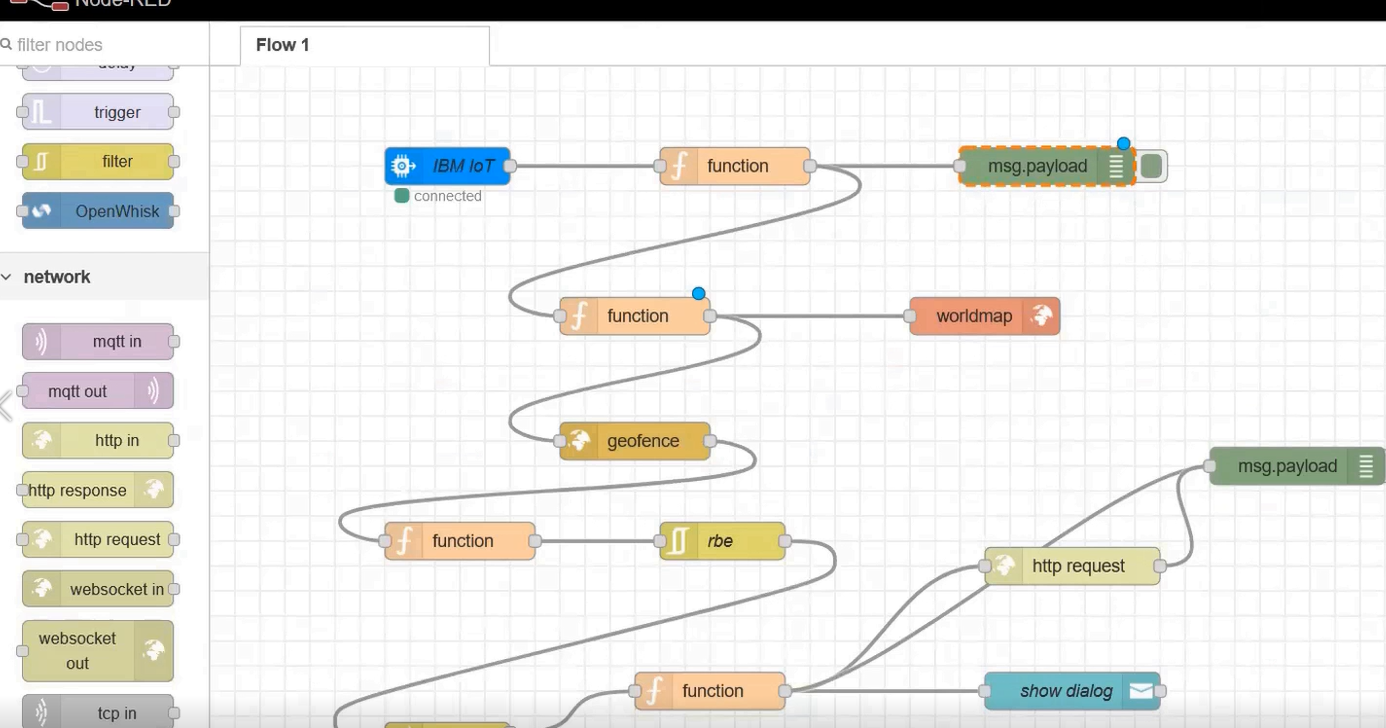 Node-RED
filter nodes
Flow 1
delay
trigger
filter
OpenWhisk
network
mqtt in
mqtt out
http in
http response
http request
websocket in
websocket
out
tcp in
IBM IoT
connected
function
msg.payload
function
worldmap
geofence
msg.payload
function
rbe
http request
function
show dialog